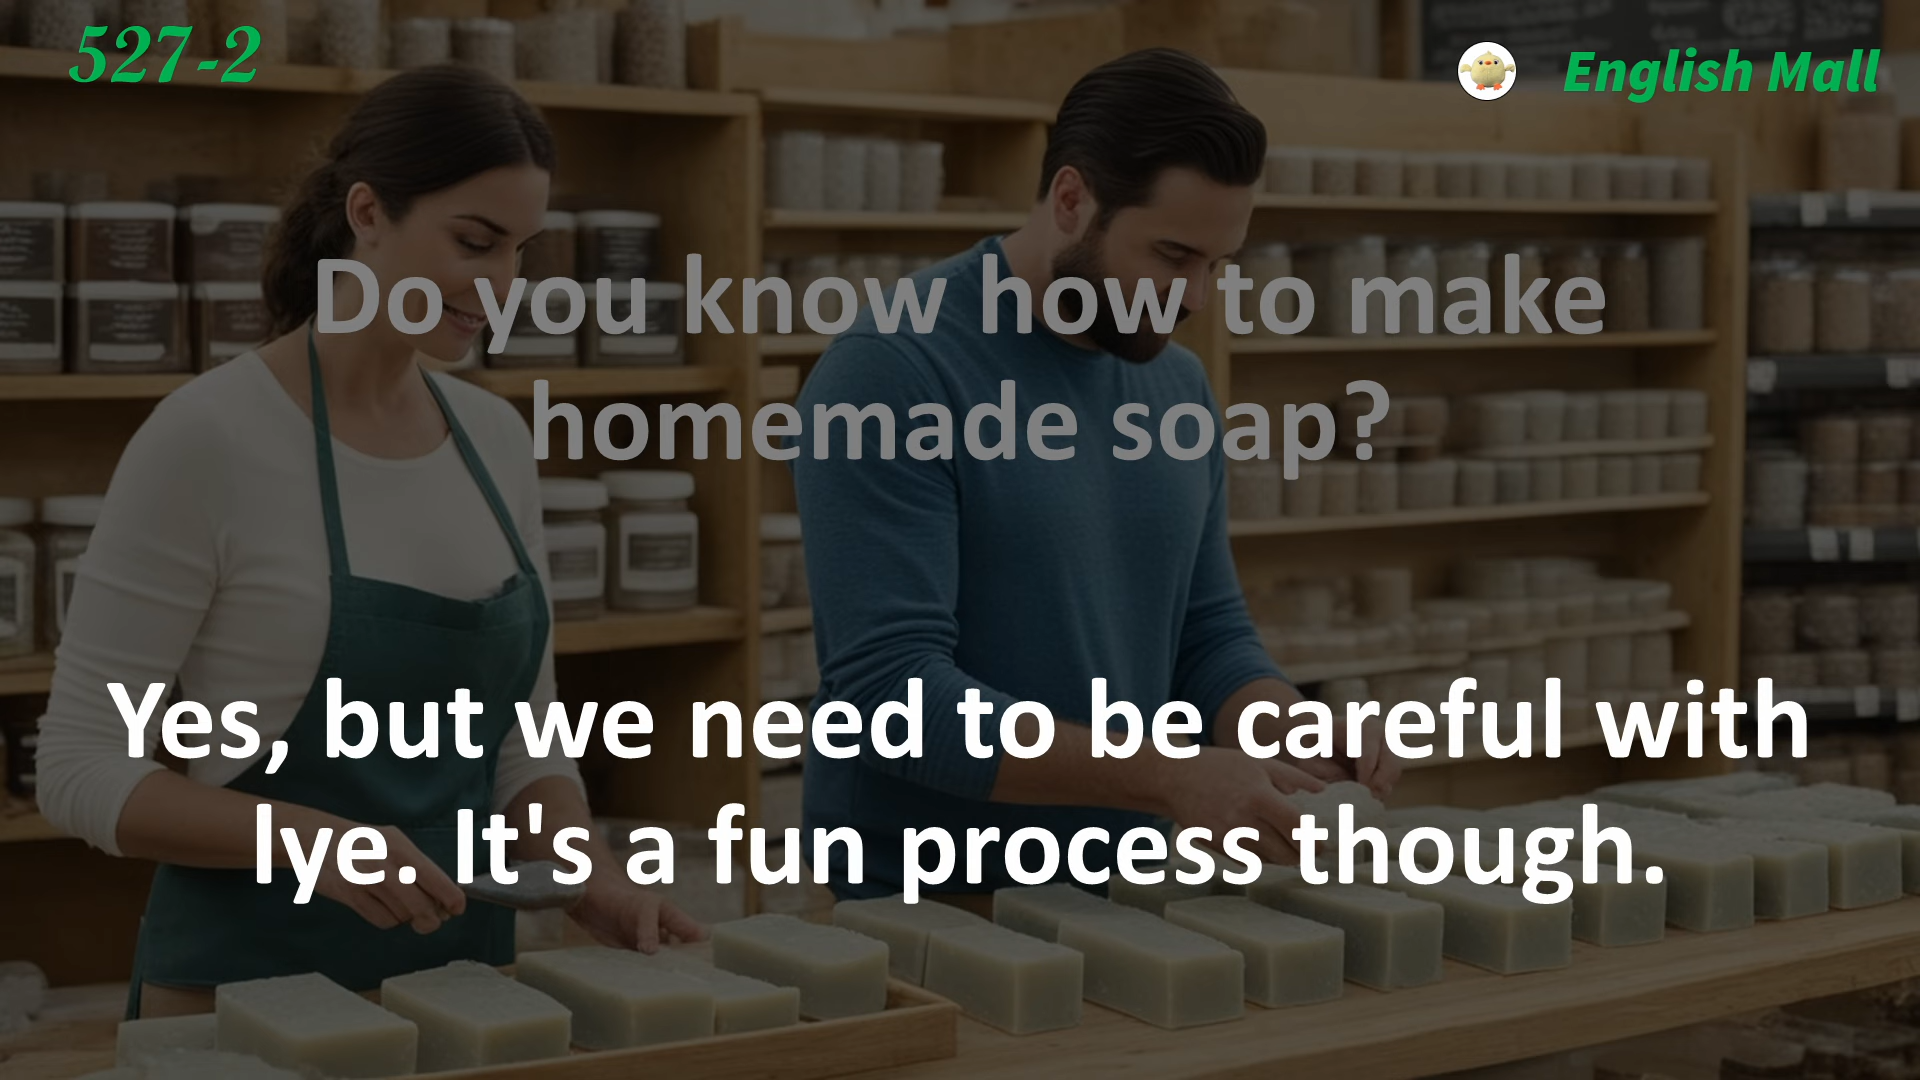 527-2
English Mall
Do you know how to make
homemade soap?
Yes, but we need to be careful with
lye. It's a fun process though.